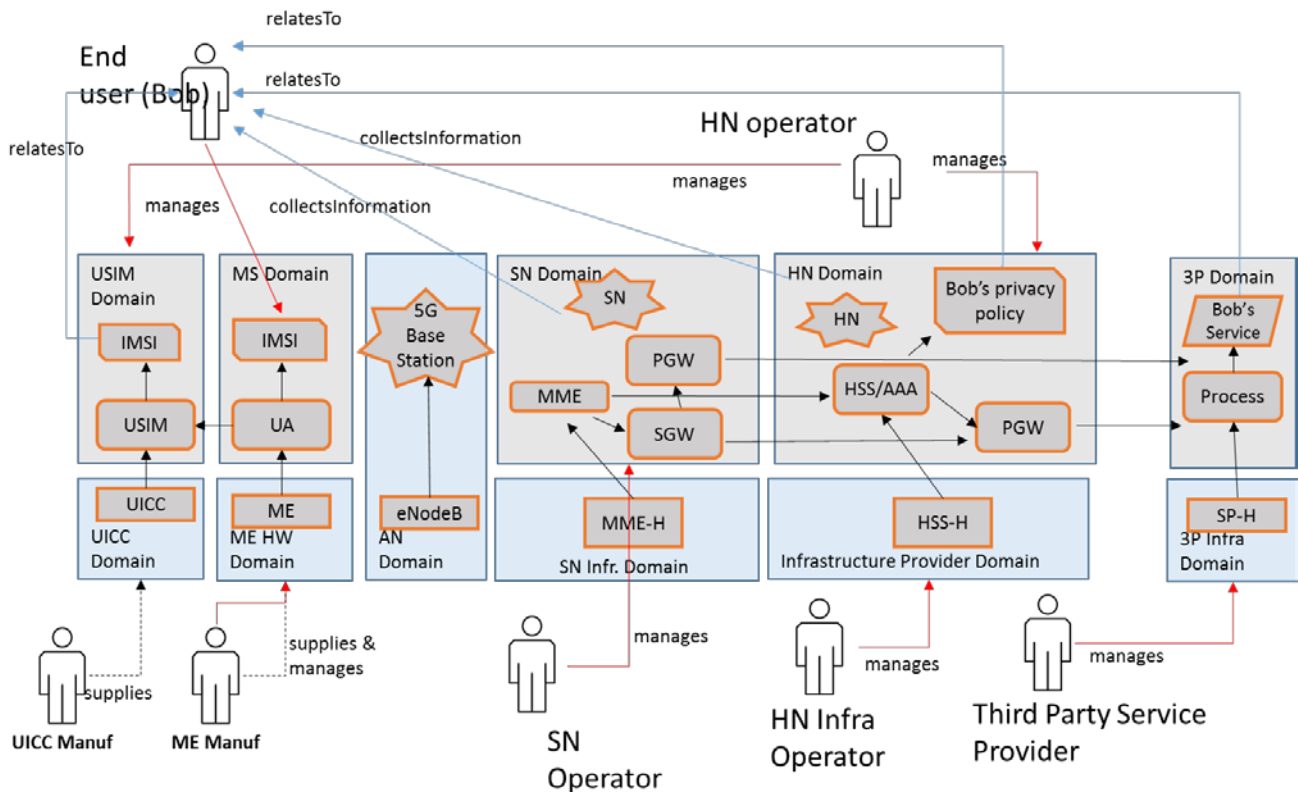 relatesTo
End
user (Bob)
relatesTo
collectsInformation
HN operator
relatesTo
manages
manages
manages
collectsInformation
USIM
Domain
MS Domain
SN Domain
HN Domain
3P Domain
SN
Bob's privacy
policy
Bob's
Service
5G
Base
Station
HN
IMSI
IMSI
PGW
MME
HSS/AAA
Process
USIM
UA
SGW
PGW
UICC
ME
eNodeB
MME-H
HSS-H
SP-H
UICC
Domain
ME HW
Domain
AN
Domain
SN Infr. Domain
Infrastructure Provider Domain
3P Infra
Domain
supplies &
manages
manages
manages
manages
supplies
UICC Manuf
ME Manuf
SN
Operator
HN Infra
Operator
Third Party Service
Provider